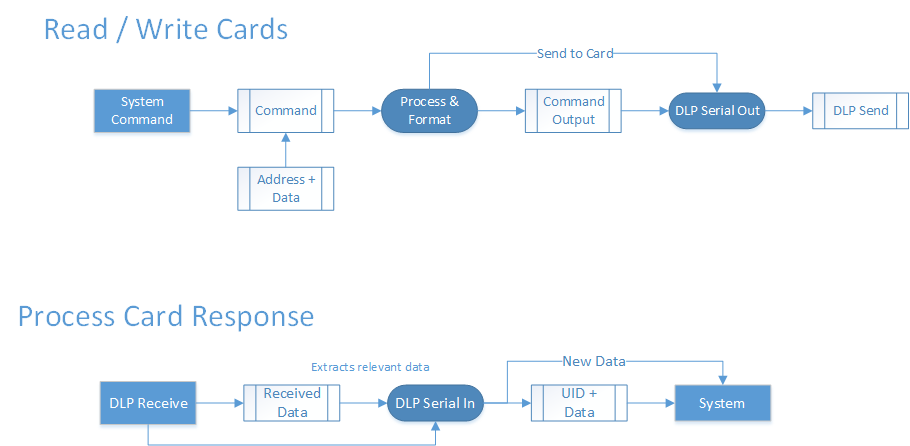 Read / Write Cards
Send to Card
System
Command
Command
Process &
Format
Command
Output
DLP Serial Out
DLP Send
Address +
Data
Process Card Response
Extracts relevant data
New Data
DLP Receive
Received
Data
DLP Serial In
UID +
Data
System